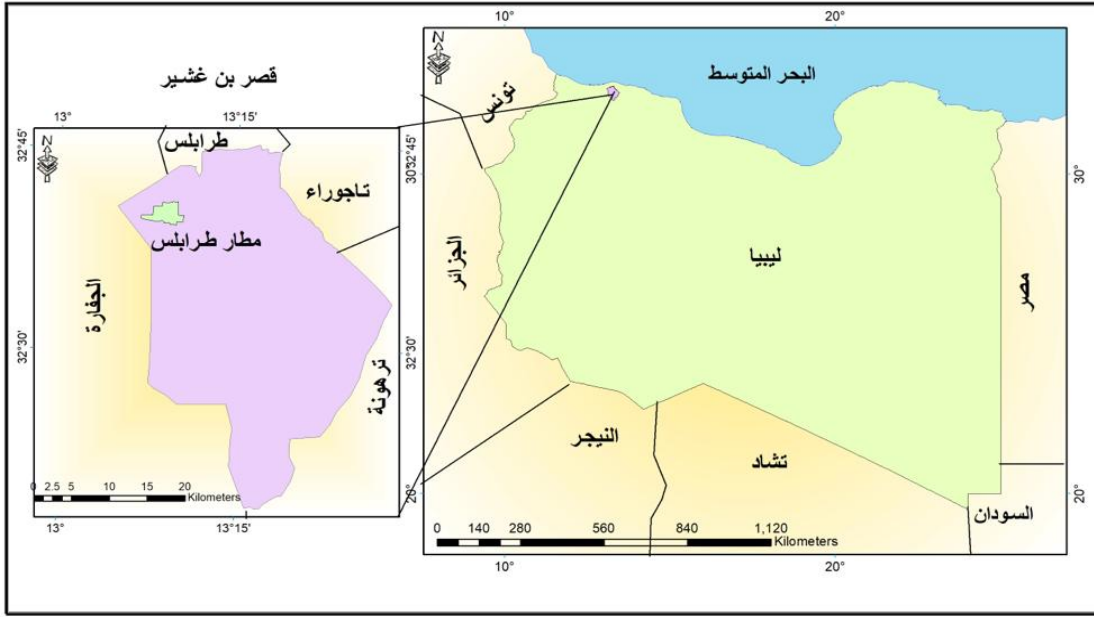 قصر بن غشير
N
13°
13°15'
32°45'
32°45'
طرابلس
تاجوراء
مطار طرابلس
الجفارة
ترهونة
32°30'
32°30'
0 2.5 5 10 15 20
Kilometers
13°
13°15'
10°
20°
N
البحر المتوسط
تونس
30°
30°
الجزائر
ليبيا
مصر
النيجر
تشاد
السودان
20°
20°
0 140 280 560 840 1,120
Kilometers
10°
20°